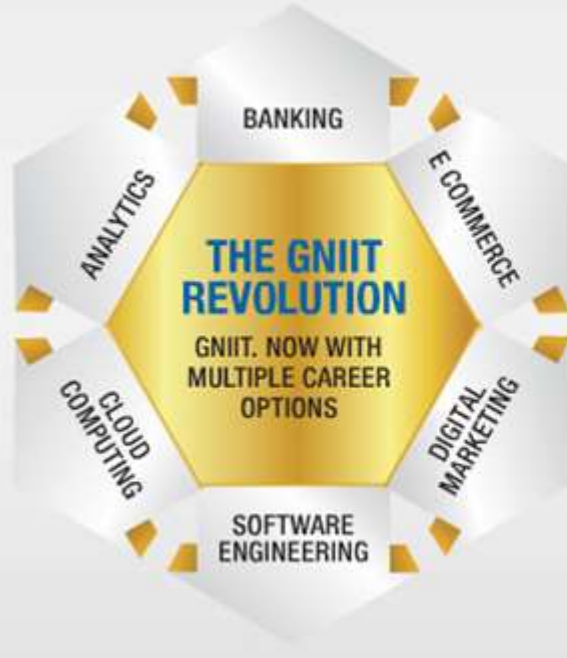 BANKING
E COMMERCE
DIGITAL
MARKETING
SOFTWARE
ENGINEERING
CLOUD
COMPUTING
ANALYTICS
THE GNIIT
REVOLUTION
GNIIT. NOW WITH
MULTIPLE CAREER
OPTIONS